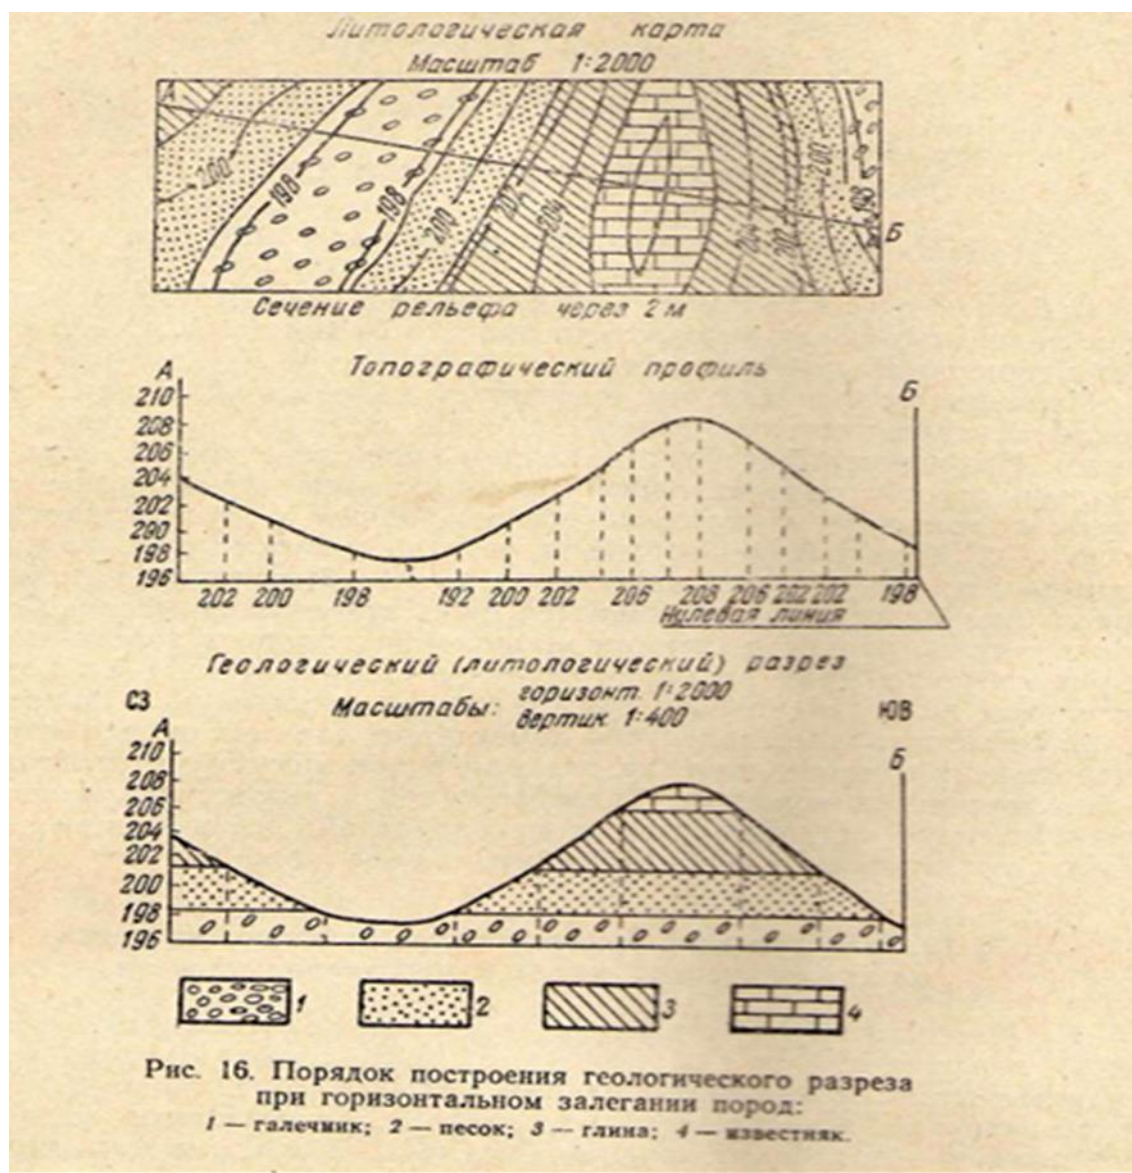 Литологическая карта
Масштаб 1:2000
А
200
198
198
200
202
204
204
202
200
198
Б
Сечение рельефа через 2 м
Топографический профиль
А
Б
210
208
206
204
202
290
198
196
202 200 198 192 200 202 206 208 206 202 202 198
Нулевая линия
Геологический (литологический) разрез
СЗ
Масштабы: горизонт. 1:2000
вертик. 1:400
ЮВ
А
Б
210
208
206
204
202
200
198
196
1 2 3 4
Рис. 16. Порядок построения геологического разреза
при горизонтальном залегании пород:
1 — галечник; 2 — песок; 3 — глина; 4 — известняк.